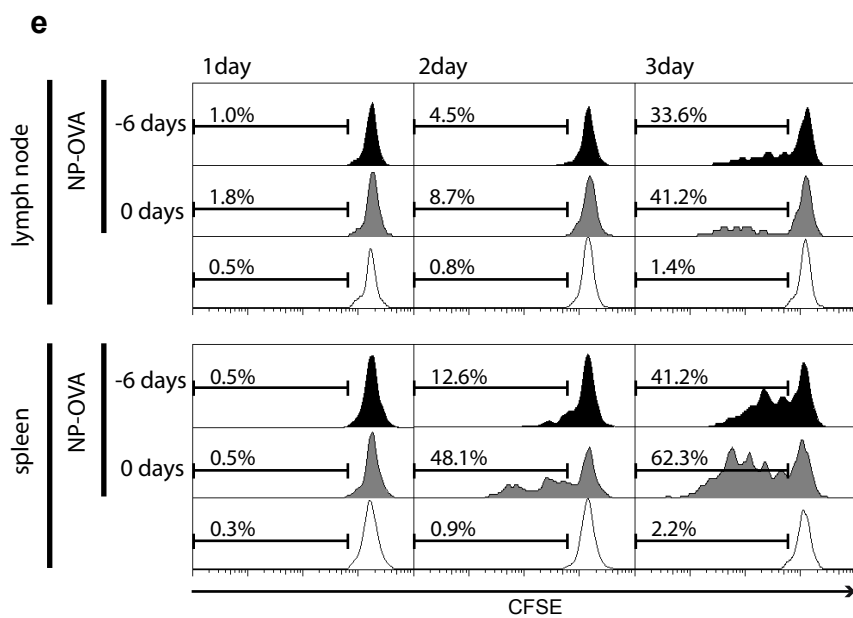 e
1day 2day 3day
lymph node
NP-OVA
-6 days 1.0% 4.5% 33.6%
0 days 1.8% 8.7% 41.2%
0.5% 0.8% 1.4%
spleen
NP-OVA
-6 days 0.5% 12.6% 41.2%
0 days 0.5% 48.1% 62.3%
0.3% 0.9% 2.2%
CFSE